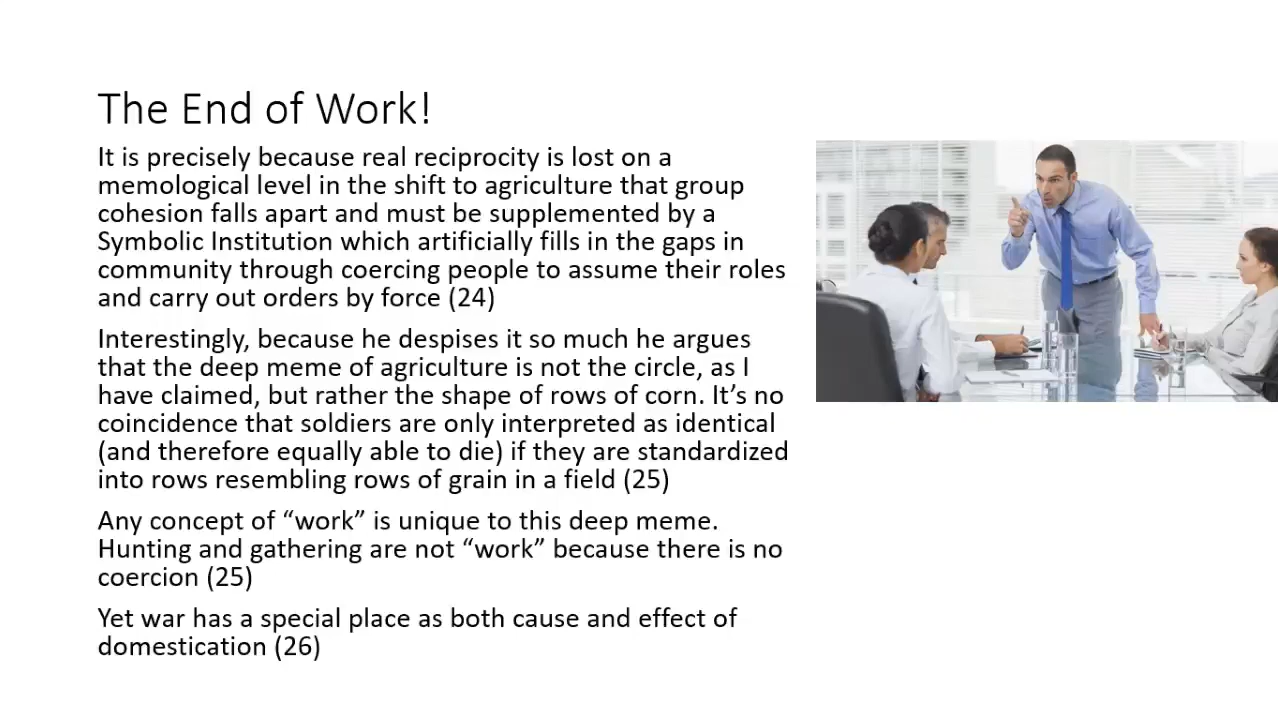 The End of Work!
It is precisely because real reciprocity is lost on a
memological level in the shift to agriculture that group
cohesion falls apart and must be supplemented by a
Symbolic Institution which artificially fills in the gaps in
community through coercing people to assume their roles
and carry out orders by force (24)
Interestingly, because he despises it so much he argues
that the deep meme of agriculture is not the circle, as I
have claimed, but rather the shape of rows of corn. It’s no
coincidence that soldiers are only interpreted as identical
(and therefore equally able to die) if they are standardized
into rows resembling rows of grain in a field (25)
Any concept of “work” is unique to this deep meme.
Hunting and gathering are not “work” because there is no
coercion (25)
Yet war has a special place as both cause and effect of
domestication (26)